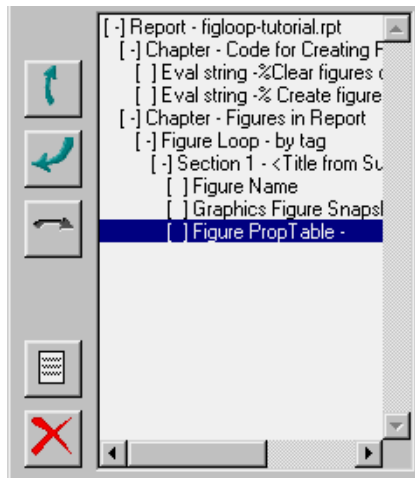 [-] Report - figloop-tutorial.rpt
[-] Chapter - Code for Creating F
[ ] Eval string -%Clear figures
[ ] Eval string -% Create figure
[-] Chapter - Figures in Report
[-] Figure Loop - by tag
[-] Section 1 - <Title from Su
[ ] Figure Name
[ ] Graphics Figure Snapsl
[ ] Figure PropTable -